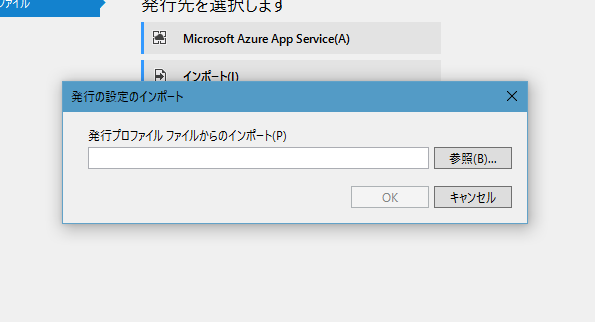 ファイル
発行先を選択します
Microsoft Azure App Service(A)
インポート(I)
発行の設定のインポート
発行プロファイル ファイルからのインポート(P)
参照(B)...
OK
キャンセル